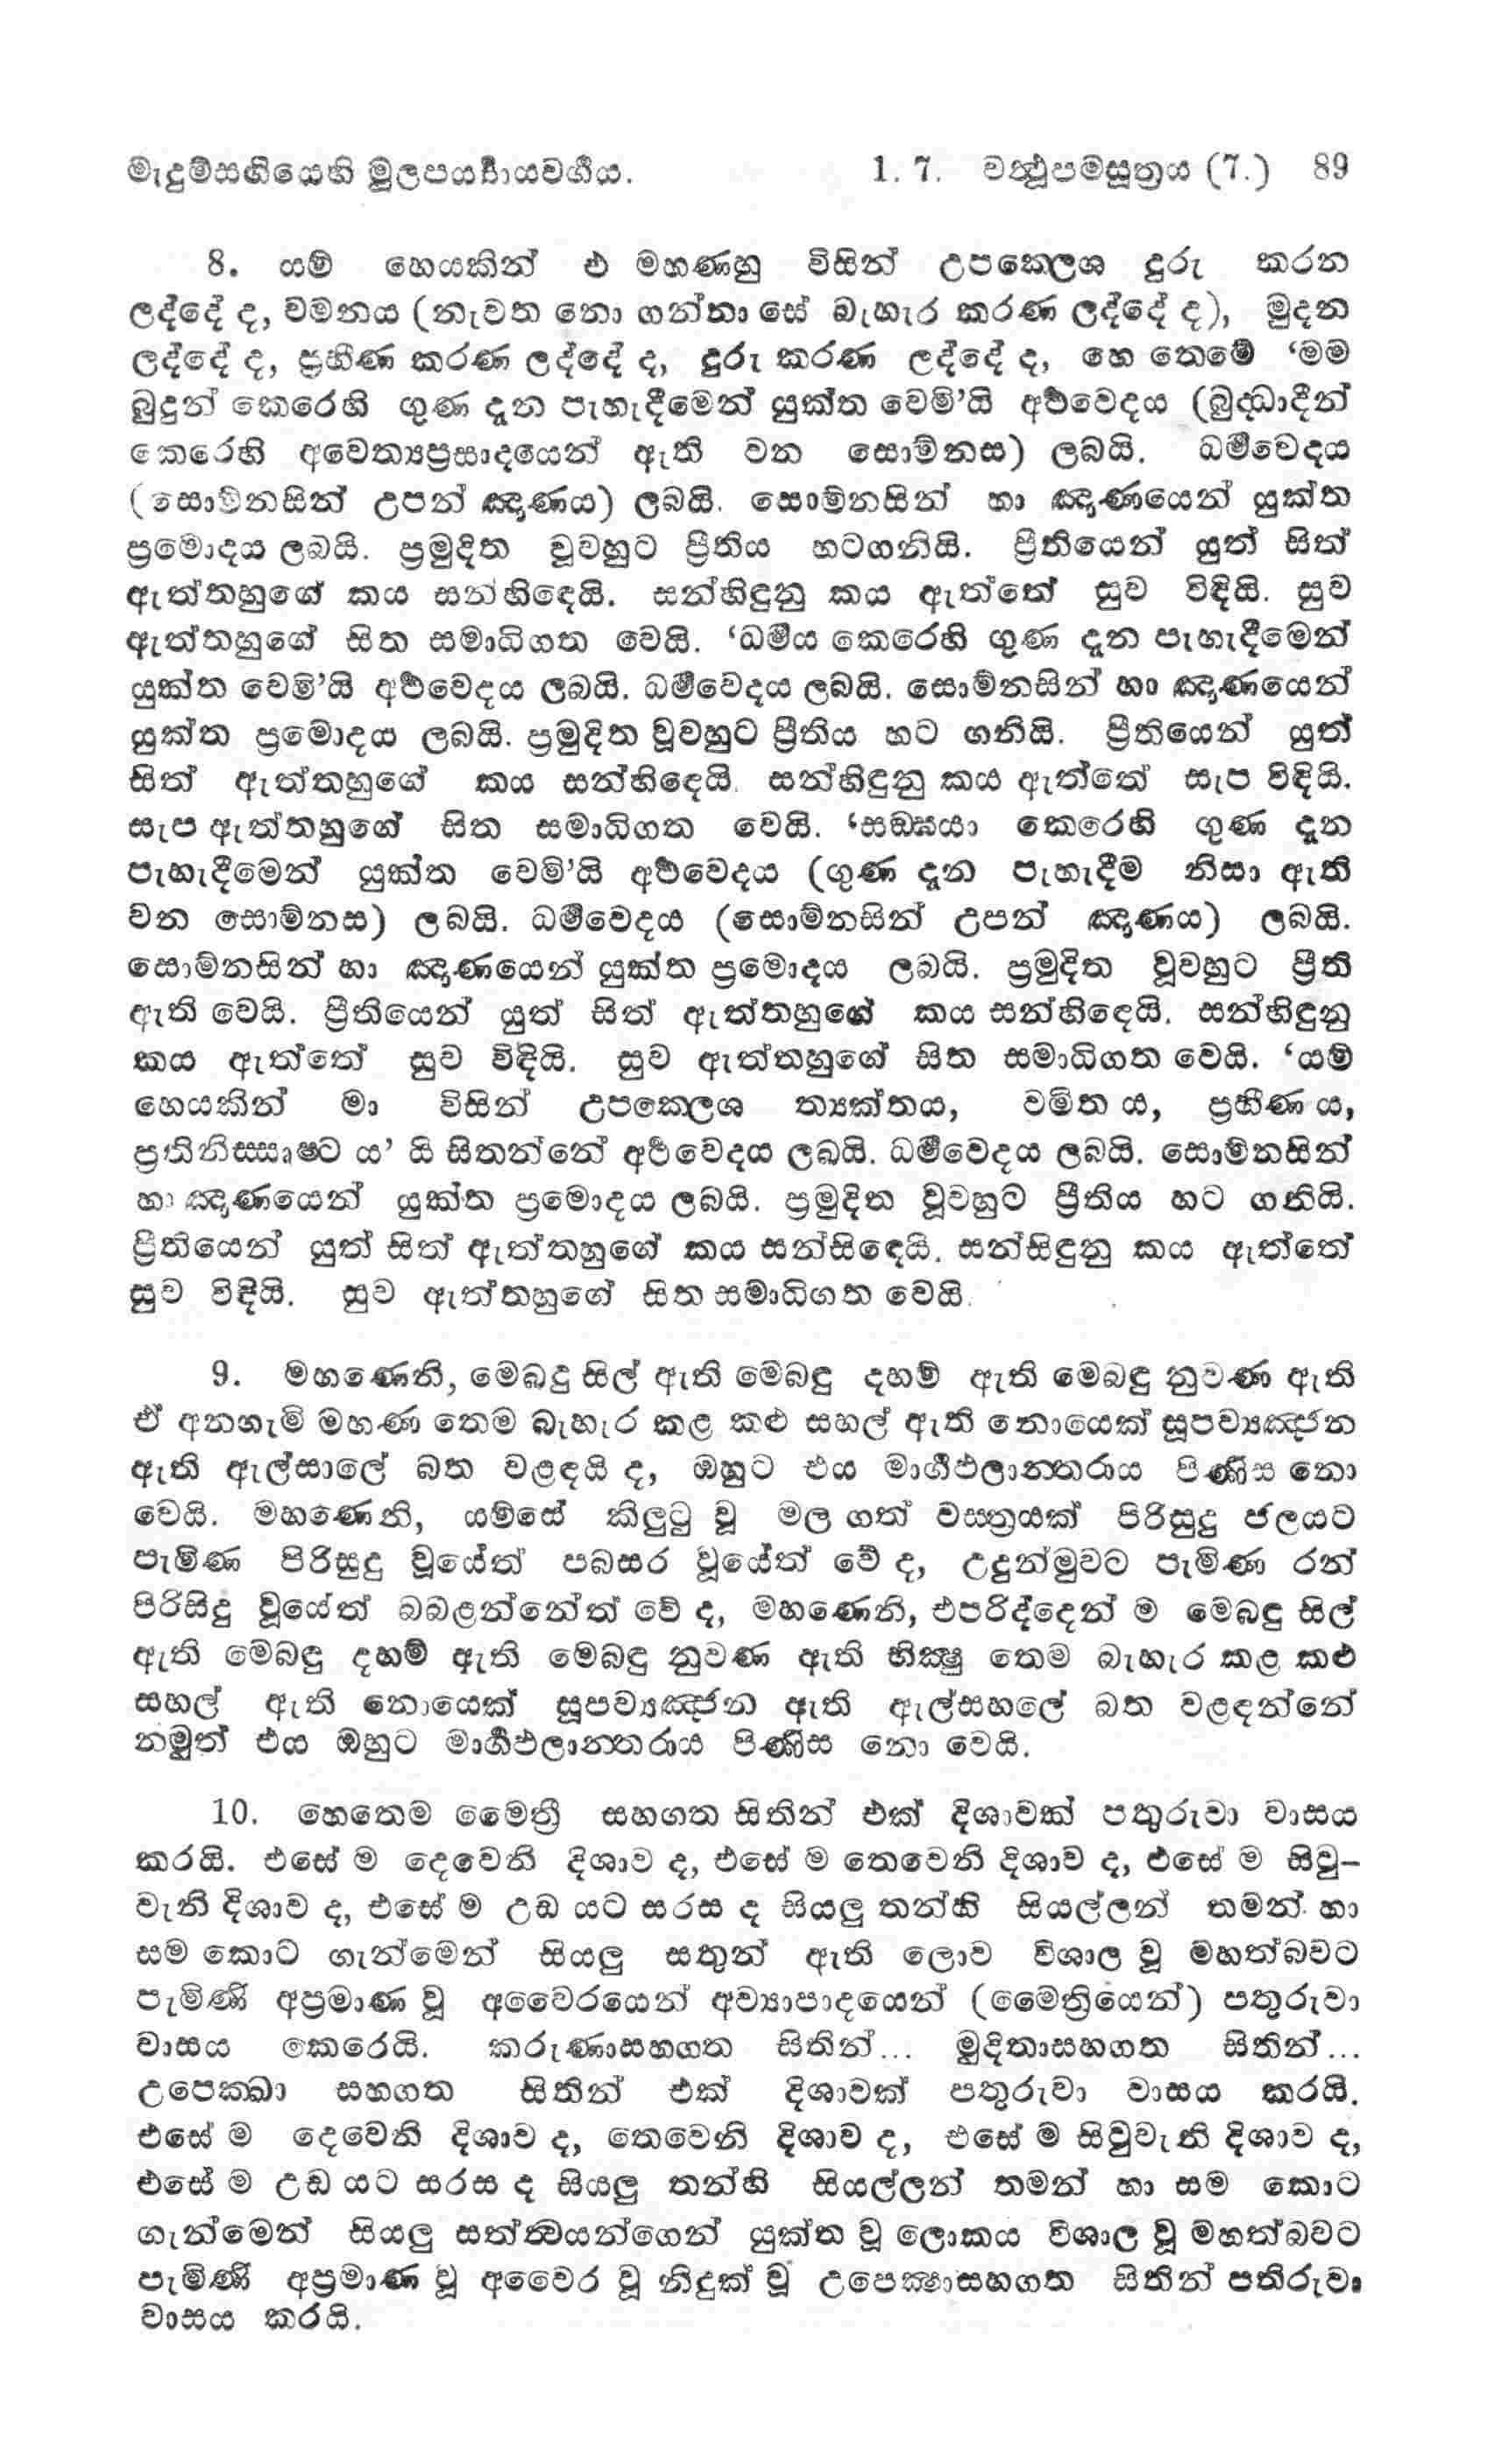 මැදුම්සඟියෙහි මූලපර්‍ය්‍යායවර්‍ගය. 1. 7. වත්‍ථූපමසූත්‍රය (7.) 89
8. යම් හෙයකින් එ මහණහු විසින් උපක්ලෙශ දුරු කරන
ලද්දේ ද, වමනය (නැවත නො ගන්නා සේ බැහැර කරණ ලද්දේ ද), මුදන
ලද්දේ ද, ප්‍රහීණ කරණ ලද්දේ ද, දුරු කරණ ලද්දේ ද, හෙ තෙමේ ‘මම
බුදුන් කෙරෙහි ගුණ දැන පැහැදීමෙන් යුක්ත වෙමි’යි අර්‍ථවෙදය (බුද්‍ධාදීන්
කෙරෙහි අවෙත්‍යප්‍රසාදයෙන් ඇති වන සොම්නස) ලබයි. ධර්‍මවෙදය
(සොම්නසින් උපන් ඤාණය) ලබයි. සොම්නසින් හා ඤාණයෙන් යුක්ත
ප්‍රමොදය ලබයි. ප්‍රමුදිත වූවහුට ප්‍රීතිය හටගනියි. ප්‍රීතියෙන් යුත් සිත්
ඇත්තහුගේ කය සන්හිඳෙයි. සන්හිඳුනු කය ඇත්තේ සුව විඳියි. සුව
ඇත්තහුගේ සිත සමාධිගත වෙයි. ‘ධර්‍මය කෙරෙහි ගුණ දැන පැහැදීමෙන්
යුක්ත වෙමි’යි අර්‍ථවෙදය ලබයි. ධර්‍මවෙදය ලබයි. සොම්නසින් හා ඤාණයෙන්
යුක්ත ප්‍රමොදය ලබයි. ප්‍රමුදිත වූවහුට ප්‍රීතිය හට ගනියි. ප්‍රීතියෙන් යුත්
සිත් ඇත්තහුගේ කය සන්හිඳෙයි. සන්හිඳුනු කය ඇත්තේ සැප විඳියි.
සැප ඇත්තහුගේ සිත සමාධිගත වෙයි. ‘සඞ්ඝයා කෙරෙහි ගුණ දැන
පැහැදීමෙන් යුක්ත වෙමි’යි අර්‍ථවෙදය (ගුණ දැන පැහැදීම නිසා ඇති
වන සොම්නස) ලබයි. ධර්‍මවෙදය (සොම්නසින් උපන් ඤාණය) ලබයි.
සොම්නසින් හා ඤාණයෙන් යුක්ත ප්‍රමොදය ලබයි. ප්‍රමුදිත වූවහුට ප්‍රීති
ඇති වෙයි. ප්‍රීතියෙන් යුත් සිත් ඇත්තහුගේ කය සන්හිඳෙයි. සන්හිඳුනු
කය ඇත්තේ සුව විඳියි. සුව ඇත්තහුගේ සිත සමාධිගත වෙයි. ‘යම්
හෙයකින් මා විසින් උපක්ලෙශ ත්‍යක්තය, වමිත ය, ප්‍රහීණ ය,
ප්‍රතිනිස්සෘෂ්ට ය’ යි සිතන්නේ අර්‍ථවෙදය ලබයි. ධර්‍මවෙදය ලබයි. සොම්නසින්
හා ඤාණයෙන් යුක්ත ප්‍රමොදය ලබයි. ප්‍රමුදිත වූවහුට ප්‍රීතිය හට ගනියි.
ප්‍රීතියෙන් යුත් සිත් ඇත්තහුගේ කය සන්සිඳෙයි. සන්සිඳුනු කය ඇත්තේ
සුව විඳියි. සුව ඇත්තහුගේ සිත සමාධිගත වෙයි.
9. මහණෙනි, මෙබඳු සිල් ඇති මෙබඳු දහම් ඇති මෙබඳු නුවණ ඇති
ඒ අනගැමි මහණ තෙම බැහැර කළ කළු සහල් ඇති නොයෙක් සූපව්‍යඤ්ජන
ඇති ඇල්සාලේ බත වළඳයි ද, ඔහුට එය මාර්‍ගඵලාන්තරාය පිණිස නො
වෙයි. මහණෙනි, යම්සේ කිලුටු වූ මල ගත් වස්ත්‍රයක් පිරිසුදු ජලයට
පැමිණ පිරිසුදු වූයේත් පබසර වූයේත් වේ ද, උදුන්මුවට පැමිණ රන්
පිරිසිදු වූයේත් බබළන්නේත් වේ ද, මහණෙනි, එපරිද්දෙන් ම මෙබඳු සිල්
ඇති මෙබඳු දහම් ඇති මෙබඳු නුවණ ඇති භික්‍ෂු තෙම බැහැර කළ කළු
සහල් ඇති නොයෙක් සූපව්‍යඤ්ජන ඇති ඇල්සහලේ බත වළඳන්නේ
නමුත් එය ඔහුට මාර්‍ගඵලාන්තරාය පිණිස නො වෙයි.
10. හෙතෙම මෛත්‍රී සහගත සිතින් එක් දිශාවක් පතුරුවා වාසය
කරයි. එසේ ම දෙවෙනි දිශාව ද, එසේ ම තෙවෙනි දිශාව ද, එසේ ම සිවු-
වැනි දිශාව ද, එසේ ම උඩ යට සරස ද සියලු තන්හි සියල්ලන් තමන් හා
සම කොට ගැන්මෙන් සියලු සතුන් ඇති ලොව විශාල වූ මහත්බවට
පැමිණි අප්‍රමාණ වූ අවෛරයෙන් අව්‍යාපාදයෙන් (මෛත්‍රියෙන්) පතුරුවා
වාසය කෙරෙයි. කරුණාසහගත සිතින්... මුදිතාසහගත සිතින්...
උපෙක්ඛා සහගත සිතින් එක් දිශාවක් පතුරුවා වාසය කරයි.
එසේ ම දෙවෙනි දිශාව ද, තෙවෙනි දිශාව ද, එසේ ම සිවුවැනි දිශාව ද,
එසේ ම උඩ යට සරස ද සියලු තන්හි සියල්ලන් තමන් හා සම කොට
ගැන්මෙන් සියලු සත්ත්‍වයන්ගෙන් යුක්ත වූ ලොකය විශාල වූ මහත්බවට
පැමිණි අප්‍රමාණ වූ අවෛර වූ නිදුක් වූ උපෙක්‍ෂාසහගත සිතින් පතිරුවා
වාසය කරයි.